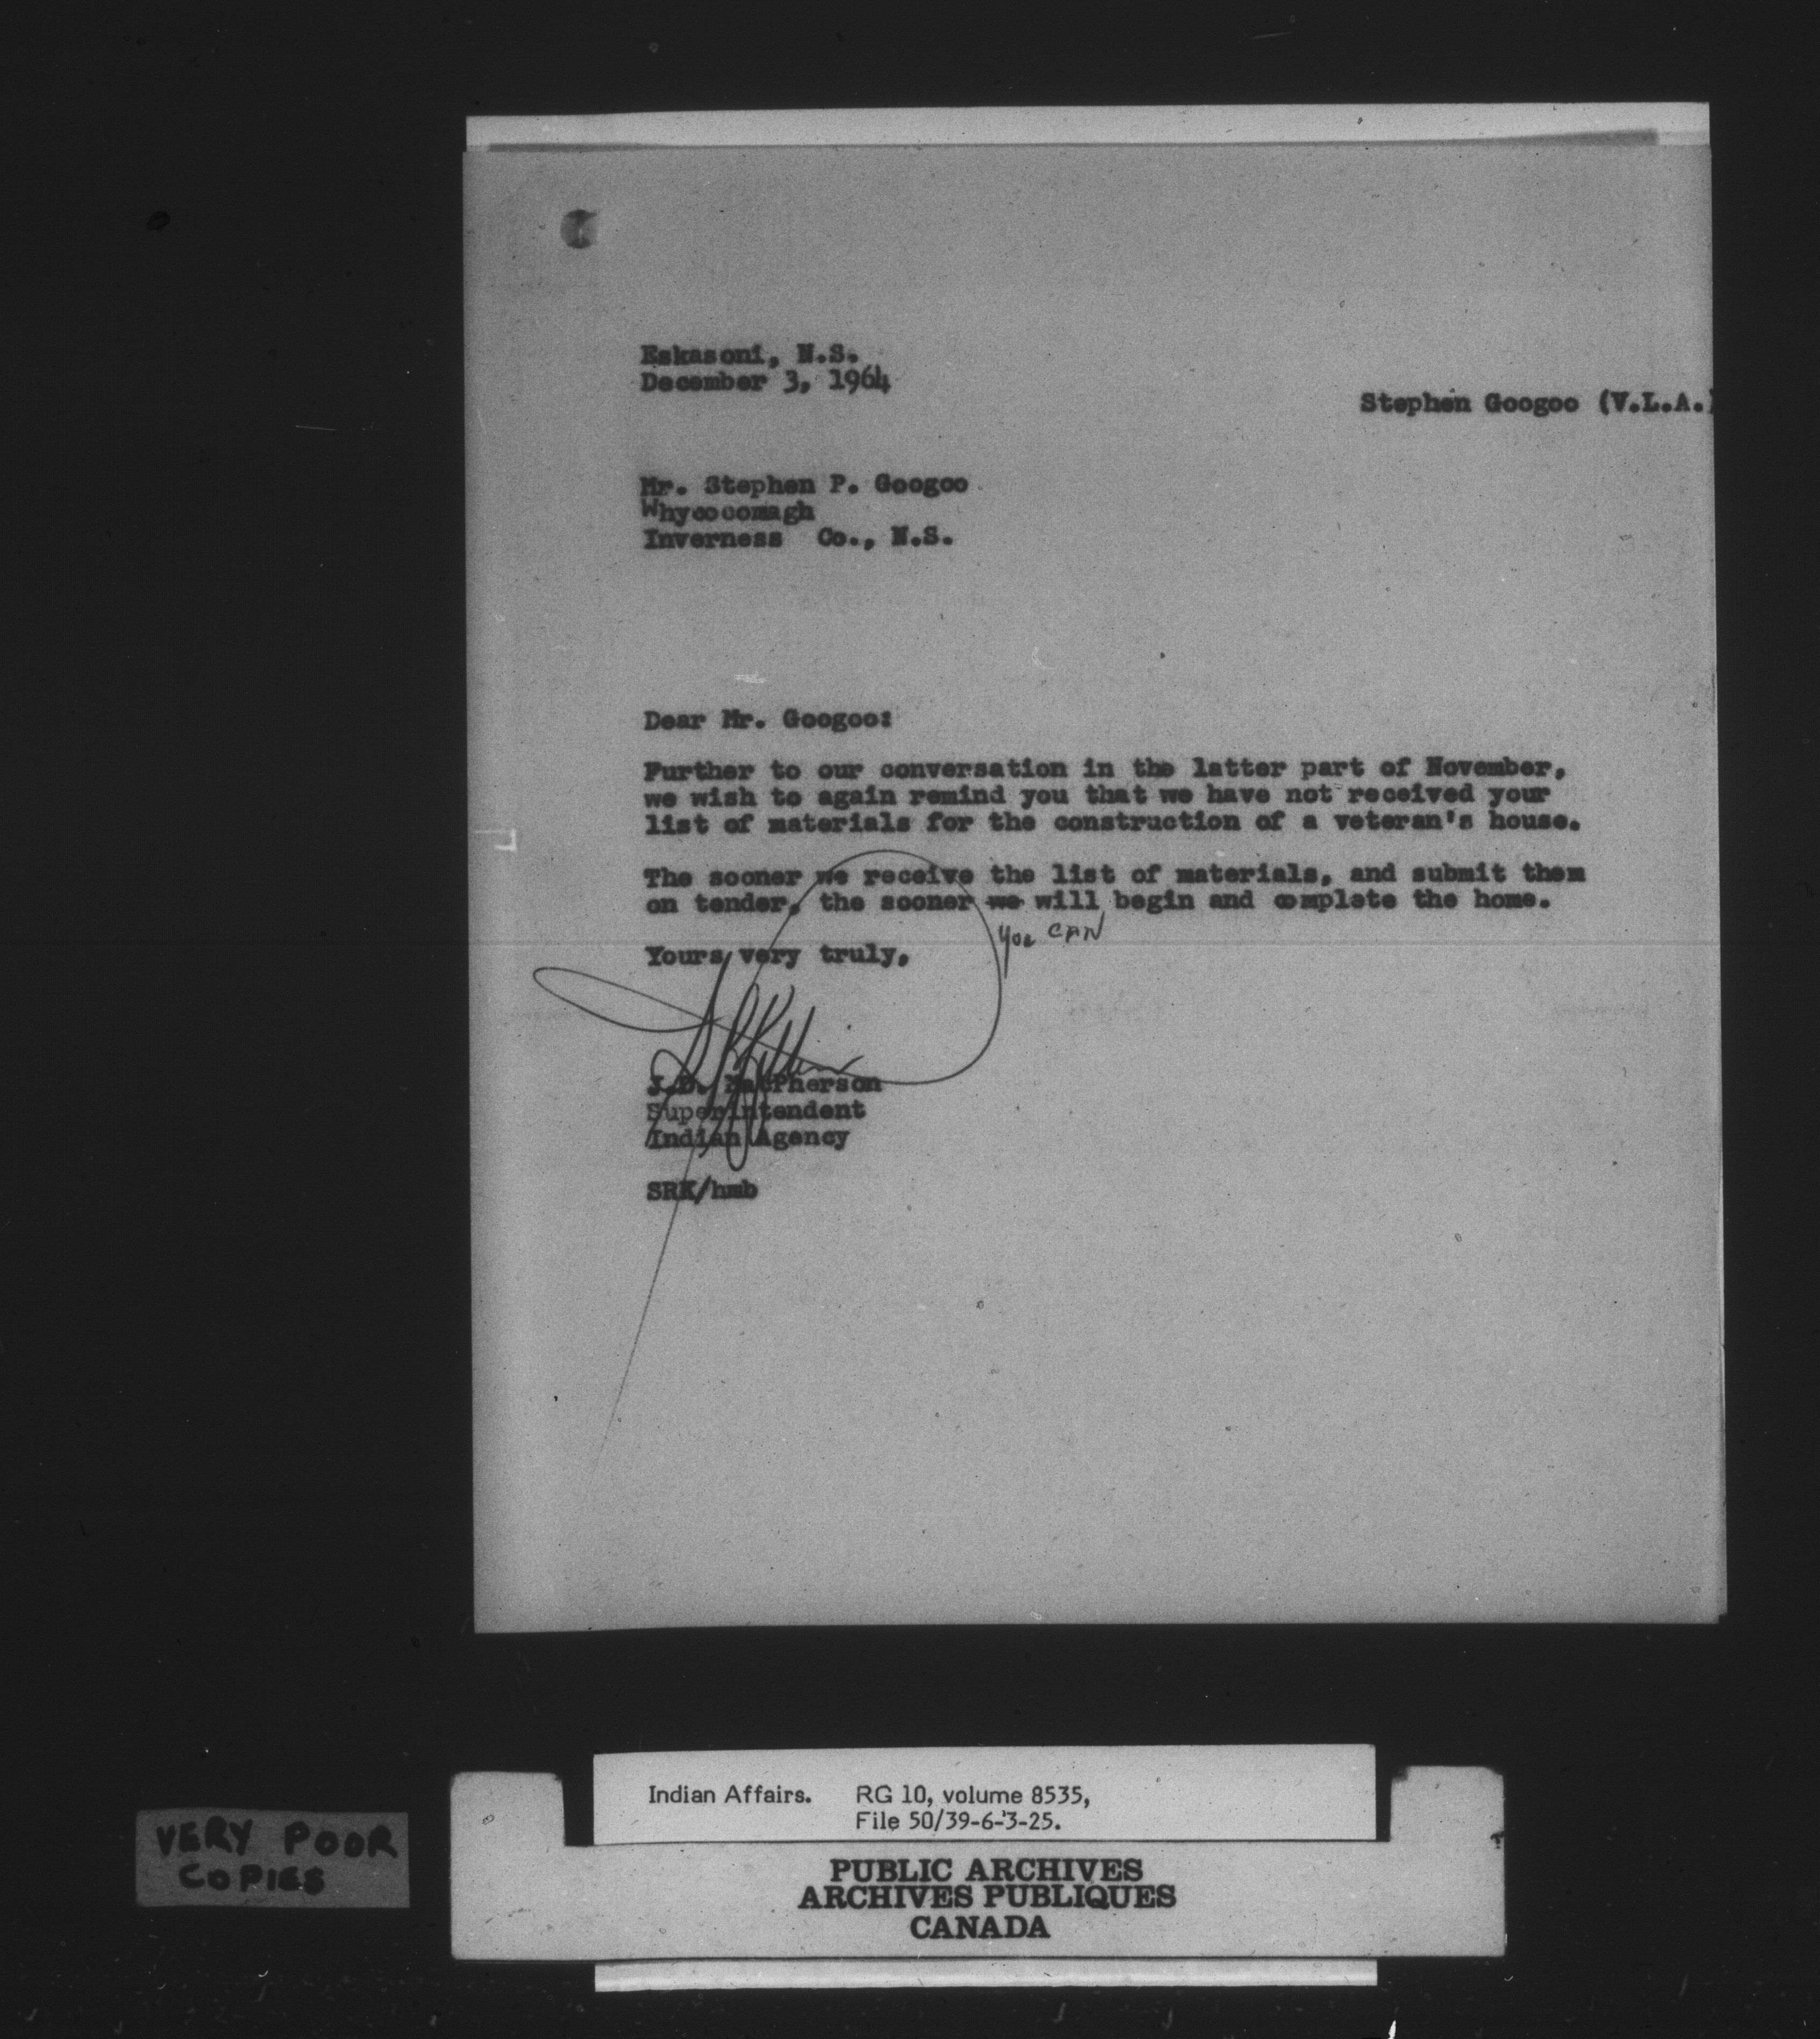 Eskasoni, N.S.
December 3, 1964
Stephen Googoo (V.L.A.)
Mr. Stephen P. Googoo
Whycocomagh
Inverness Co., N.S.
Dear Mr. Googoo:
Further to our conversation in the latter part of November,
we wish to again remind you that we have not received your
list of materials for the construction of a veteran's house.
The sooner we receive the list of materials, and submit them
on tender, the sooner we will begin and complete the home.
you CAN
Yours very truly,
J.D. MacPherson
Superintendent
Indian Agency
SRK/hmb
Indian Affairs. RG 10, volume 8535,
File 50/39-6-3-25.
VERY POOR
COPIES
PUBLIC ARCHIVES
ARCHIVES PUBLIQUES
CANADA